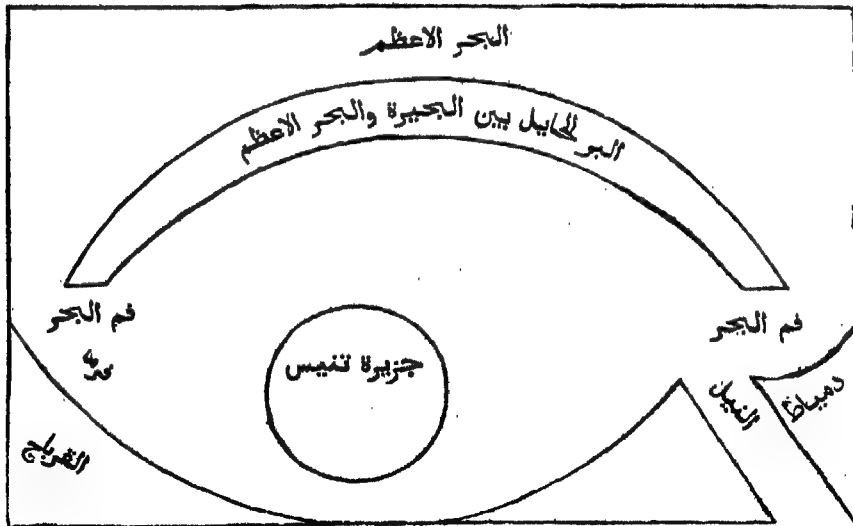 البحر الاعظم
البر الحايل بين البحيرة والبحر الاعظم
فم البحر
فم البحر
جزيرة تنيس
النيل
دمياط